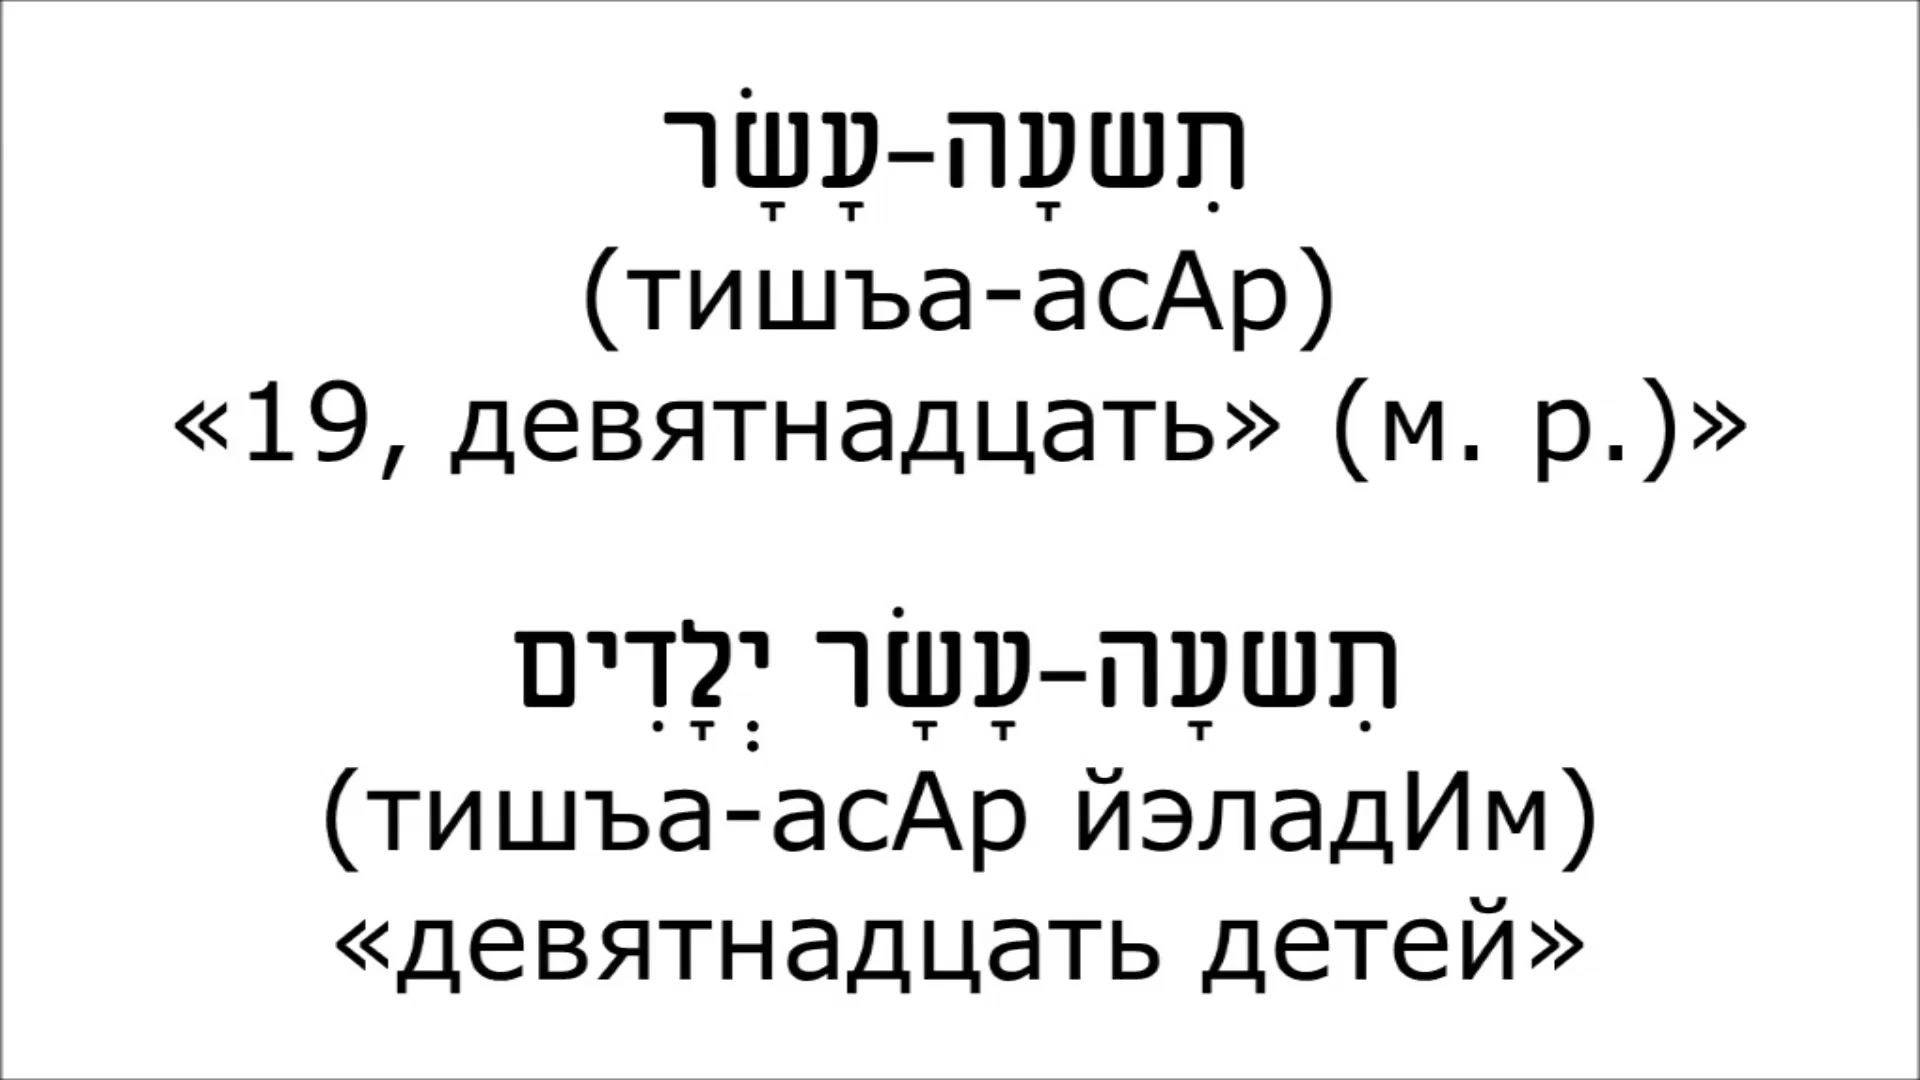 תִשעָה–עָשָׂר
(тишъа-асАр)
«19, девятнадцать» (м. р.)»
תִשעָה–עָשָׂר יְלָדִים
(тишъа-асАр йэладИм)
«девятнадцать детей»